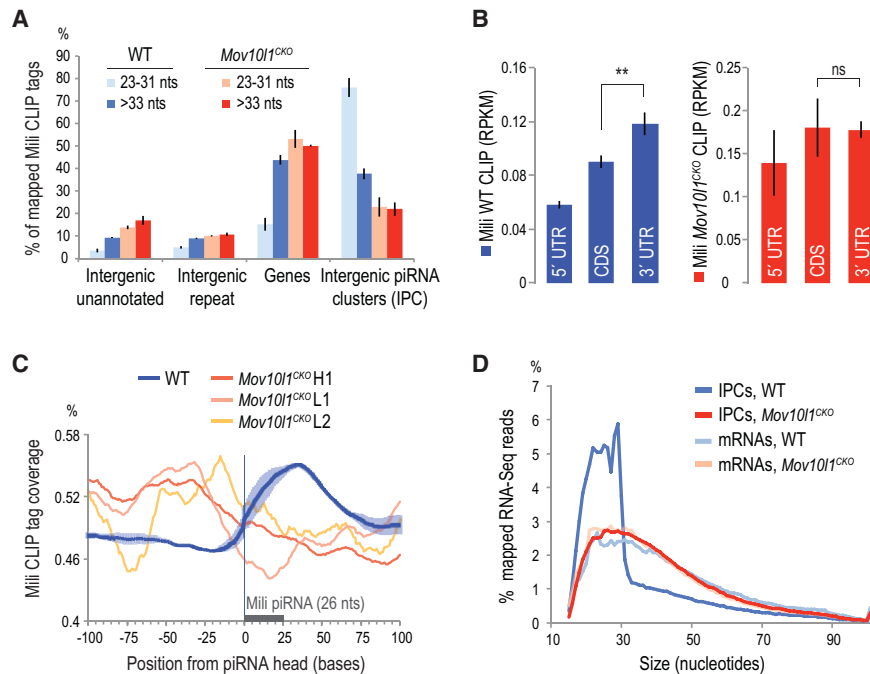 A
%
WT
Mov10l1CKO
23-31 nts
>33 nts
23-31 nts
>33 nts
90
80
70
60
50
40
30
20
10
0
% of mapped Mili CLIP tags
Intergenic unannotated
Intergenic repeat
Genes
Intergenic piRNA clusters (IPC)
B
Mili WT CLIP (RPKM)
0.16
0.12
0.08
0.04
**
5´ UTR
CDS
3´ UTR
Mili Mov10l1CKO CLIP (RPKM)
0.25
0.2
0.15
0.1
0.05
0
ns
5´ UTR
CDS
3´ UTR
C
WT
Mov10l1CKO H1
Mov10l1CKO L1
Mov10l1CKO L2
%
0.58
0.52
0.46
0.4
Mili CLIP tag coverage
Mili piRNA (26 nts)
-100
-75
-50
-25
0
25
50
75
100
Position from piRNA head (bases)
D
%
7
6
5
4
3
2
1
0
% mapped RNA-Seq reads
IPCs, WT
IPCs, Mov10l1CKO
mRNAs, WT
mRNAs, Mov10l1CKO
10
30
50
70
90
Size (nucleotides)